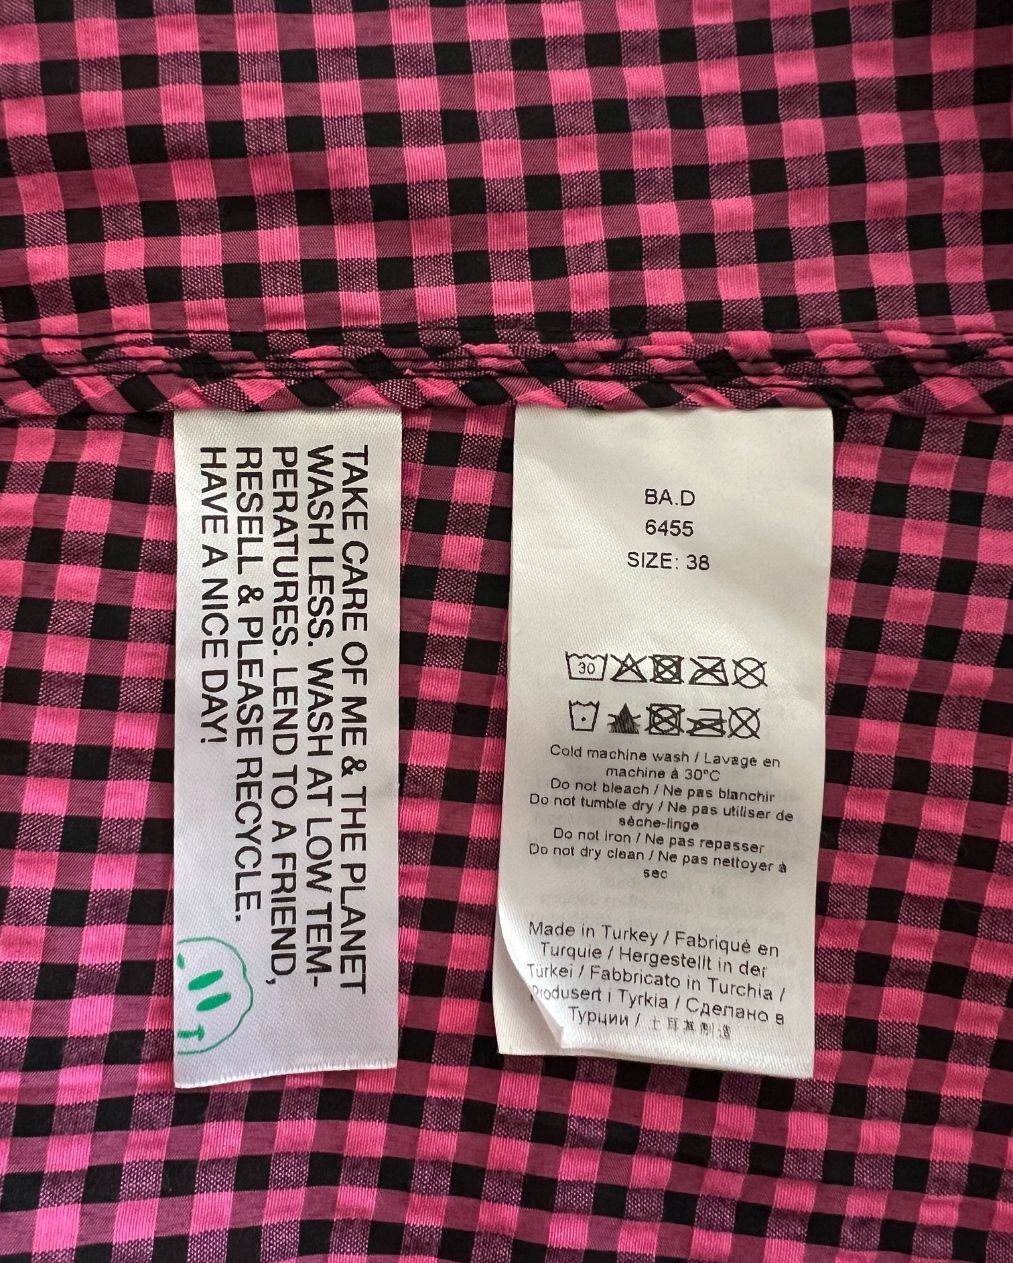 TAKE CARE OF ME & THE PLANET
WASH LESS. WASH AT LOW TEM-
PERATURES. LEND TO A FRIEND,
RESELL & PLEASE RECYCLE.
HAVE A NICE DAY!
BA.D
6455
SIZE: 38
30
Cold machine wash / Lavage en
machine à 30°C
Do not bleach / Ne pas blanchir
Do not tumble dry / Ne pas utiliser de
sèche-linge
Do not iron / Ne pas repasser
Do not dry clean / Ne pas nettoyer à
sec
Made in Turkey / Fabriqué en
Turquie / Hergestellt in der
Türkei / Fabbricato in Turchia /
Produsert i Tyrkia / Сделано в
Турции / 土耳其制造